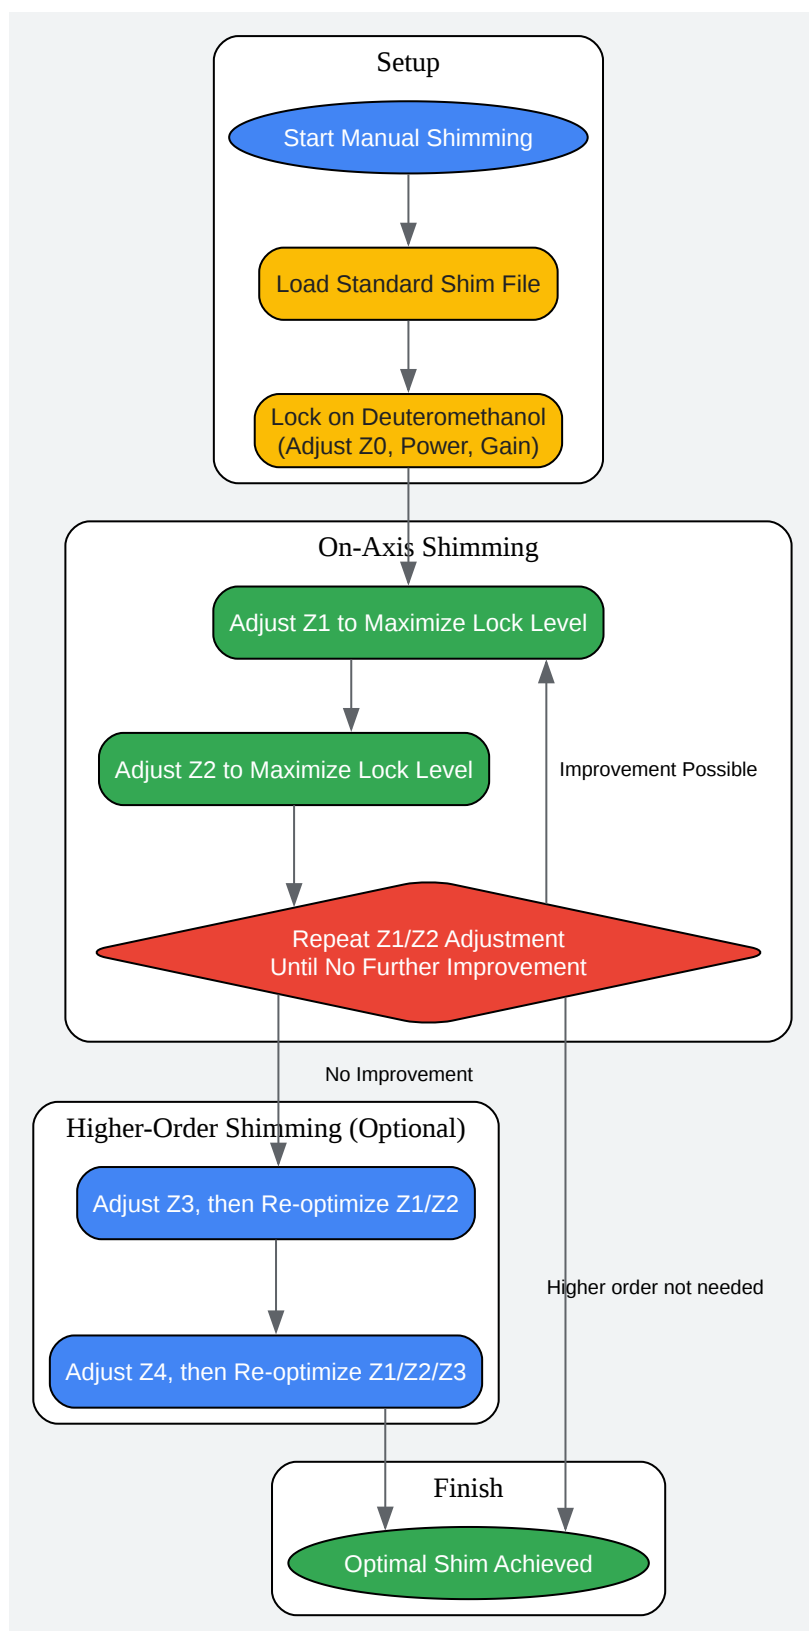 Setup
Start Manual Shimming
Load Standard Shim File
Lock on Deuteromethanol
(Adjust Z0, Power, Gain)
On-Axis Shimming
Adjust Z1 to Maximize Lock Level
Adjust Z2 to Maximize Lock Level
Improvement Possible
Repeat Z1/Z2 Adjustment
Until No Further Improvement
No Improvement
Higher-Order Shimming (Optional)
Adjust Z3, then Re-optimize Z1/Z2
Higher order not needed
Adjust Z4, then Re-optimize Z1/Z2/Z3
Finish
Optimal Shim Achieved